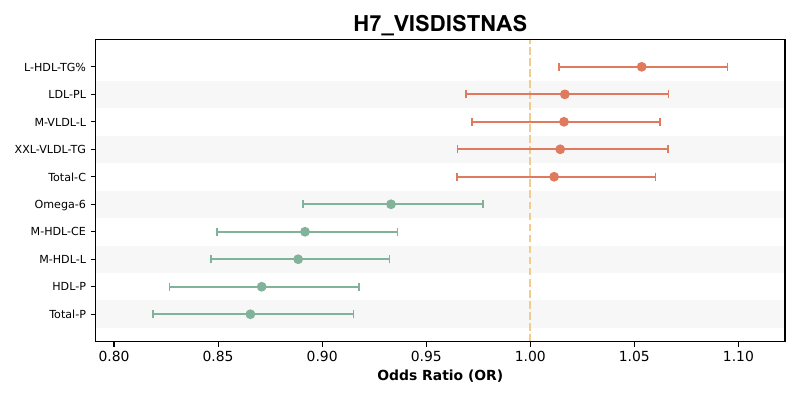 H7_VISDISTNAS
L-HDL-TG%
LDL-PL
M-VLDL-L
XXL-VLDL-TG
Total-C
Omega-6
M-HDL-CE
M-HDL-L
HDL-P
Total-P
0.80 0.85 0.90 0.95 1.00 1.05 1.10
Odds Ratio (OR)